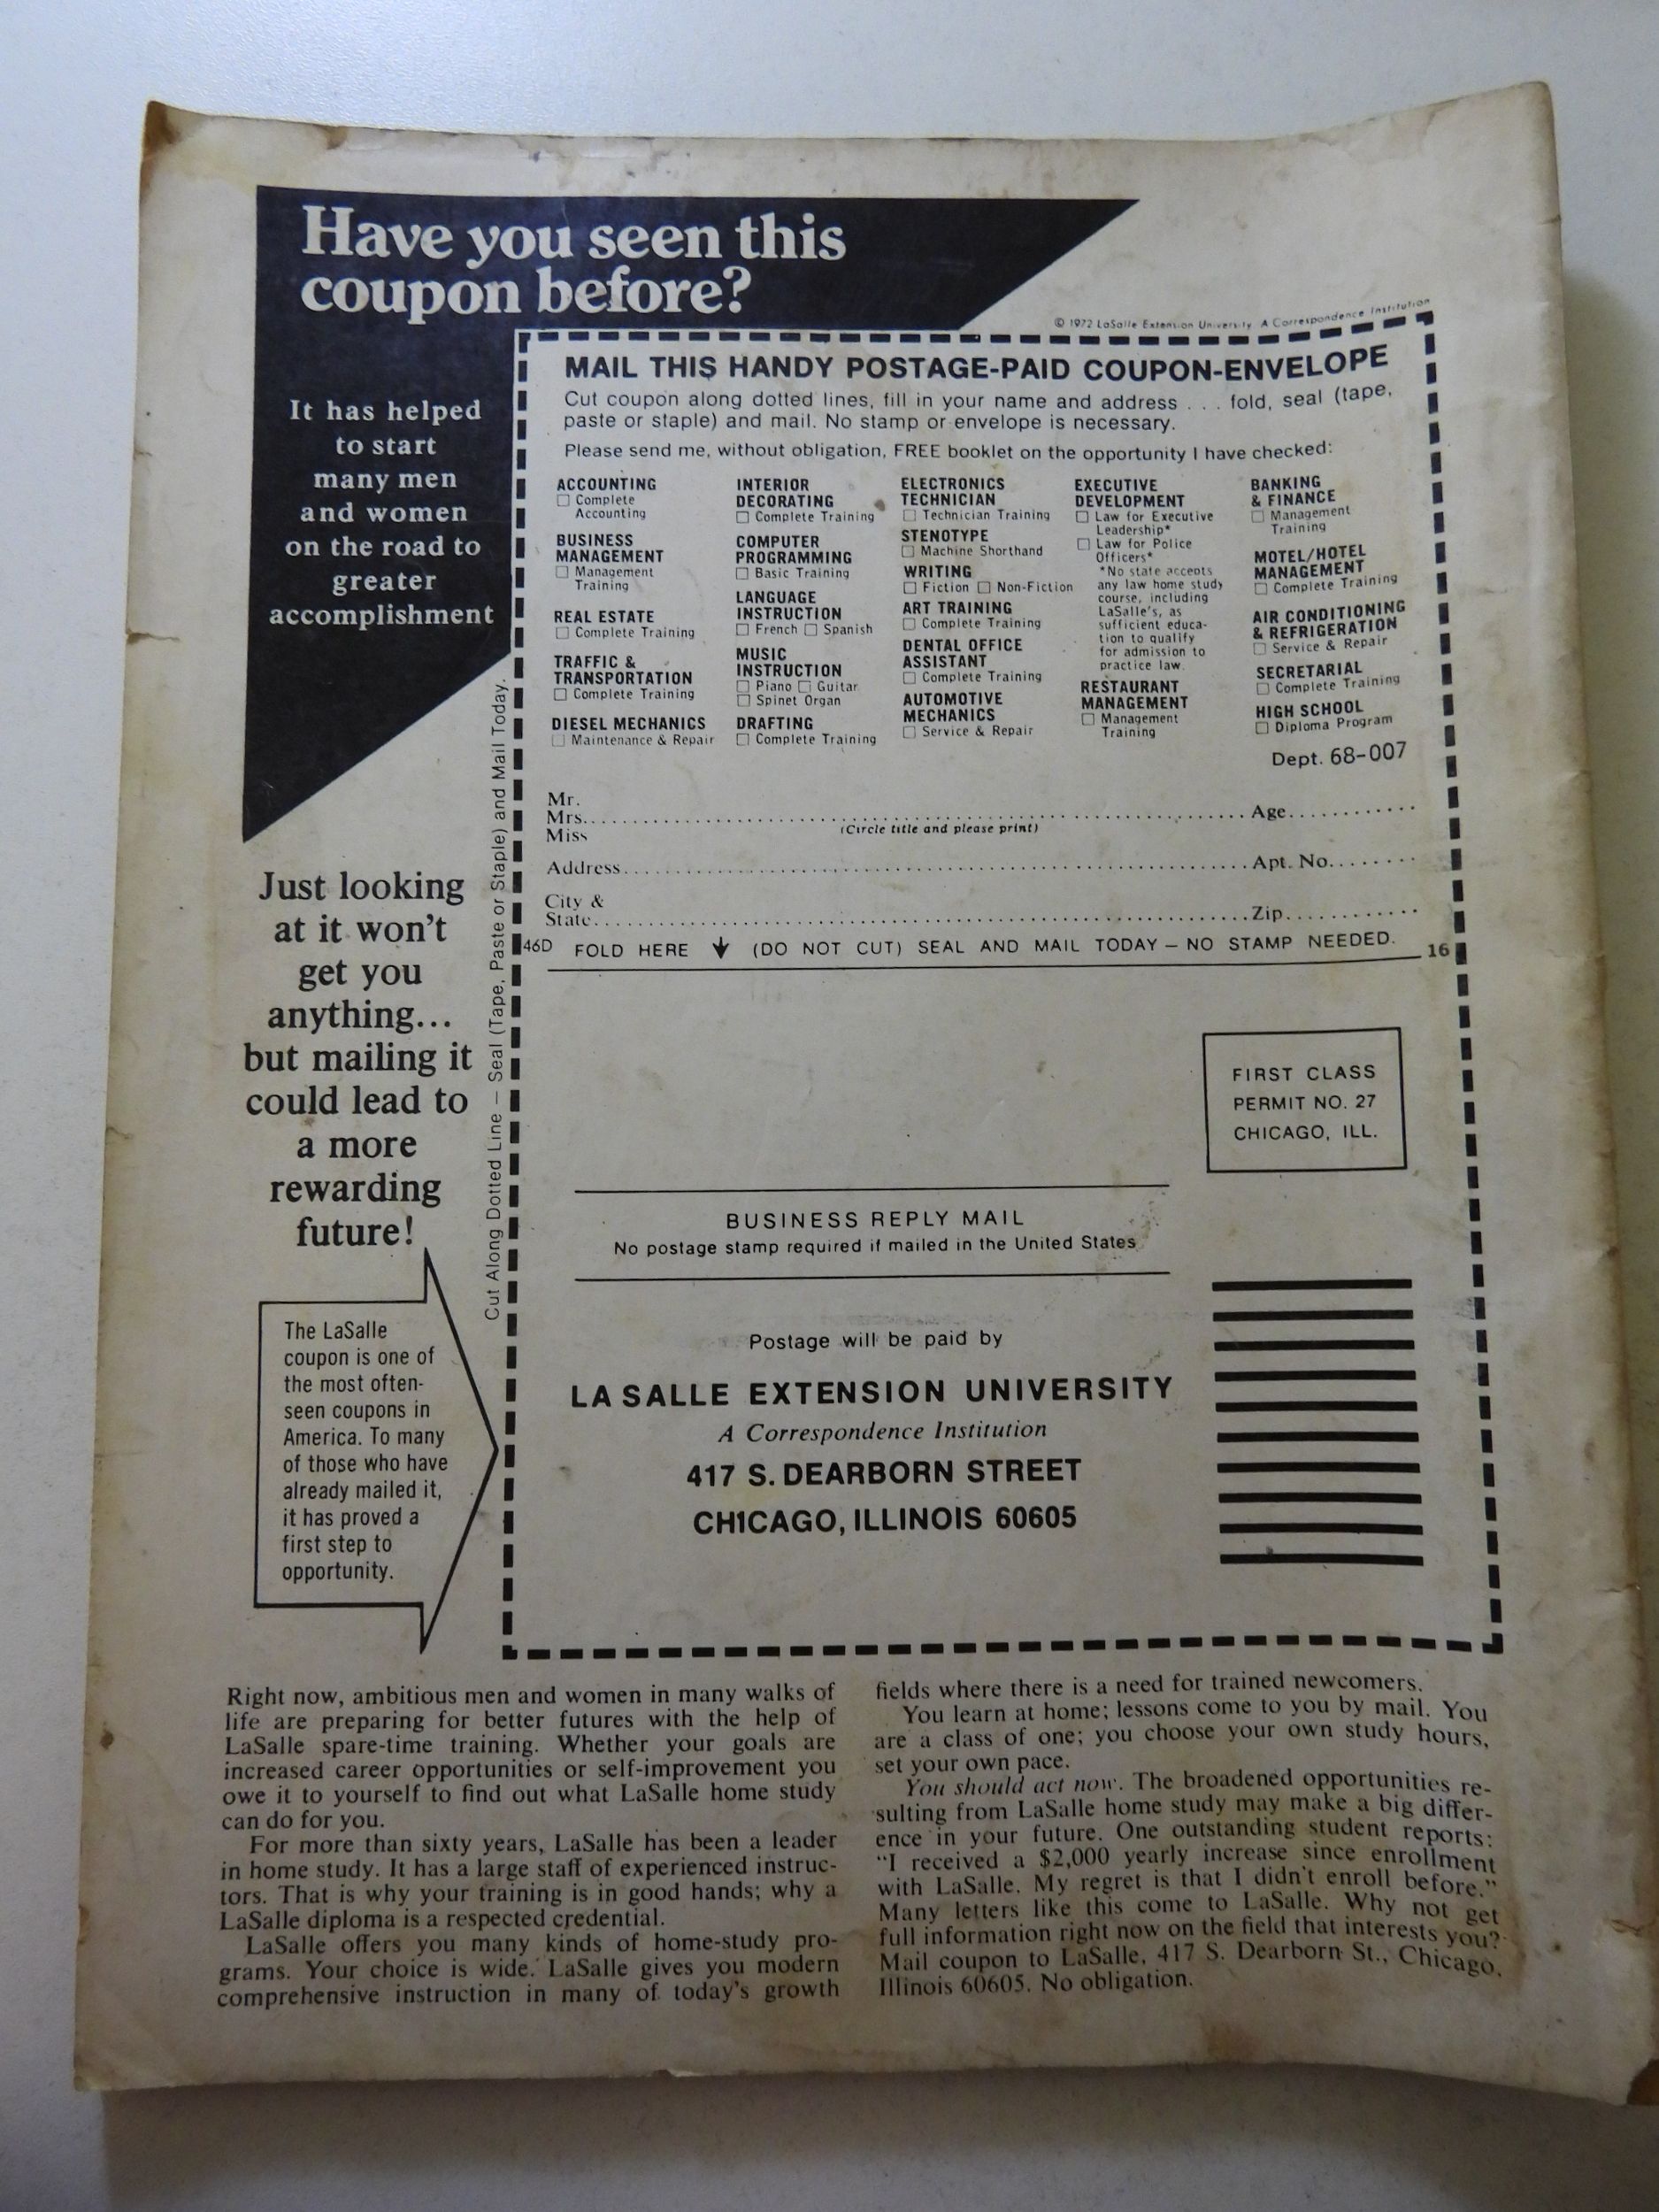 Have you seen this
coupon before?
It has helped
to start
many men
and women
on the road to
greater
accomplishment
Just looking
at it won't
get you
anything...
but mailing it
could lead to
a more
rewarding
future!
The LaSalle
coupon is one of
the most often-
seen coupons in
America. To many
of those who have
already mailed it,
it has proved a
first step to
opportunity.
Cut Along Dotted Line — Seal (Tape, Paste or Staple) and Mail Today.
© 1972 LaSalle Extension University A Correspondence Institution
MAIL THIS HANDY POSTAGE-PAID COUPON-ENVELOPE
Cut coupon along dotted lines, fill in your name and address . . . fold, seal (tape,
paste or staple) and mail. No stamp or envelope is necessary.
Please send me, without obligation, FREE booklet on the opportunity I have checked:
ACCOUNTING
☐ Complete
Accounting
BUSINESS
MANAGEMENT
☐ Management
Training
REAL ESTATE
☐ Complete Training
TRAFFIC &
TRANSPORTATION
☐ Complete Training
DIESEL MECHANICS
☐ Maintenance & Repair
INTERIOR
DECORATING
☐ Complete Training
COMPUTER
PROGRAMMING
☐ Basic Training
LANGUAGE
INSTRUCTION
☐ French ☐ Spanish
MUSIC
INSTRUCTION
☐ Piano ☐ Guitar
☐ Spinet Organ
DRAFTING
☐ Complete Training
ELECTRONICS
TECHNICIAN
☐ Technician Training
STENOTYPE
☐ Machine Shorthand
WRITING
☐ Fiction ☐ Non-Fiction
ART TRAINING
☐ Complete Training
DENTAL OFFICE
ASSISTANT
☐ Complete Training
AUTOMOTIVE
MECHANICS
☐ Service & Repair
EXECUTIVE
DEVELOPMENT
☐ Law for Executive
Leadership*
☐ Law for Police
Officers*
*No state accepts
any law home study
course, including
LaSalle's, as
sufficient educa-
tion to qualify
for admission to
practice law.
RESTAURANT
MANAGEMENT
☐ Management
Training
BANKING
& FINANCE
☐ Management
Training
MOTEL/HOTEL
MANAGEMENT
☐ Complete Training
AIR CONDITIONING
& REFRIGERATION
☐ Service & Repair
SECRETARIAL
☐ Complete Training
HIGH SCHOOL
☐ Diploma Program
Dept. 68-007
Mr.
Mrs. Age
Miss (Circle title and please print)
Address Apt. No.
City &
State Zip
46D FOLD HERE ↓ (DO NOT CUT) SEAL AND MAIL TODAY — NO STAMP NEEDED. 16
FIRST CLASS
PERMIT NO. 27
CHICAGO, ILL.
BUSINESS REPLY MAIL
No postage stamp required if mailed in the United States
Postage will be paid by
LA SALLE EXTENSION UNIVERSITY
A Correspondence Institution
417 S. DEARBORN STREET
CHICAGO, ILLINOIS 60605
Right now, ambitious men and women in many walks of
life are preparing for better futures with the help of
LaSalle spare-time training. Whether your goals are
increased career opportunities or self-improvement you
owe it to yourself to find out what LaSalle home study
can do for you.
For more than sixty years, LaSalle has been a leader
in home study. It has a large staff of experienced instruc-
tors. That is why your training is in good hands; why a
LaSalle diploma is a respected credential.
LaSalle offers you many kinds of home-study pro-
grams. Your choice is wide. LaSalle gives you modern
comprehensive instruction in many of today's growth
fields where there is a need for trained newcomers.
You learn at home; lessons come to you by mail. You
are a class of one; you choose your own study hours,
set your own pace.
You should act now. The broadened opportunities re-
sulting from LaSalle home study may make a big differ-
ence in your future. One outstanding student reports:
"I received a $2,000 yearly increase since enrollment
with LaSalle. My regret is that I didn't enroll before."
Many letters like this come to LaSalle. Why not get
full information right now on the field that interests you?
Mail coupon to LaSalle, 417 S. Dearborn St., Chicago,
Illinois 60605. No obligation.